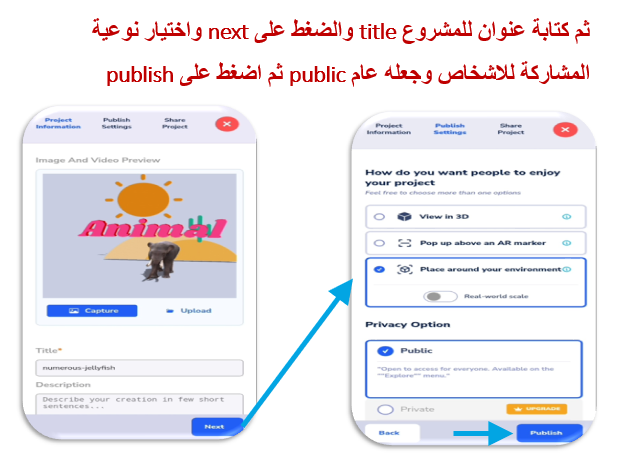 ثم كتابة عنوان للمشروع title والضغط على next واختيار نوعية
المشاركة للاشخاص وجعله عام public ثم اضغط على publish
Project Information
Publish Settings
Share Project
Image And Video Preview
Animal
Capture
Upload
Title*
numerous-jellyfish
Description
Describe your creation in few short
sentences...
Next
Project Information
Publish Settings
Share Project
How do you want people to enjoy
your project
Feel free to choose more than one options
View in 3D
Pop up above an AR marker
Place around your environment
Real-world scale
Privacy Option
Public
"Open to access for everyone. Available on the
""Explore"" menu."
Private
UPGRADE
Back
Publish